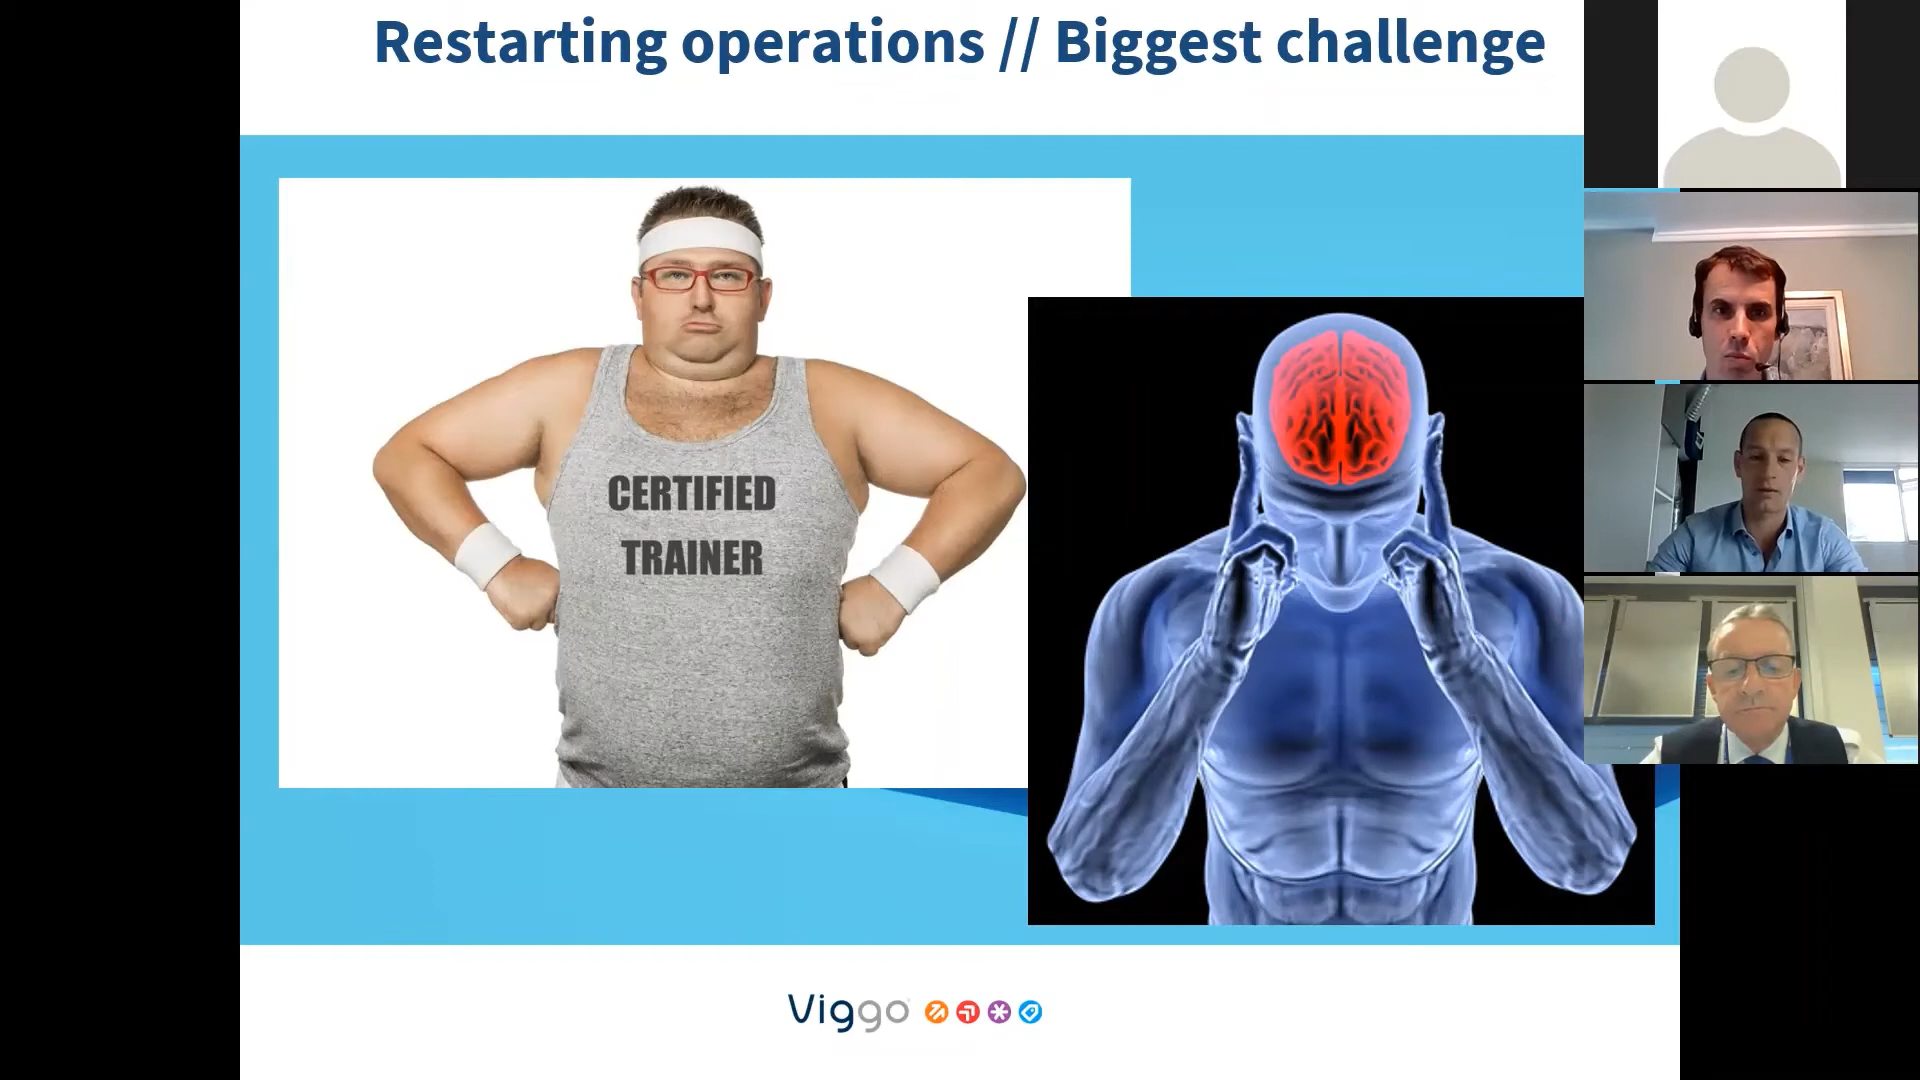 Restarting operations // Biggest challenge
CERTIFIED
TRAINER
Viggo